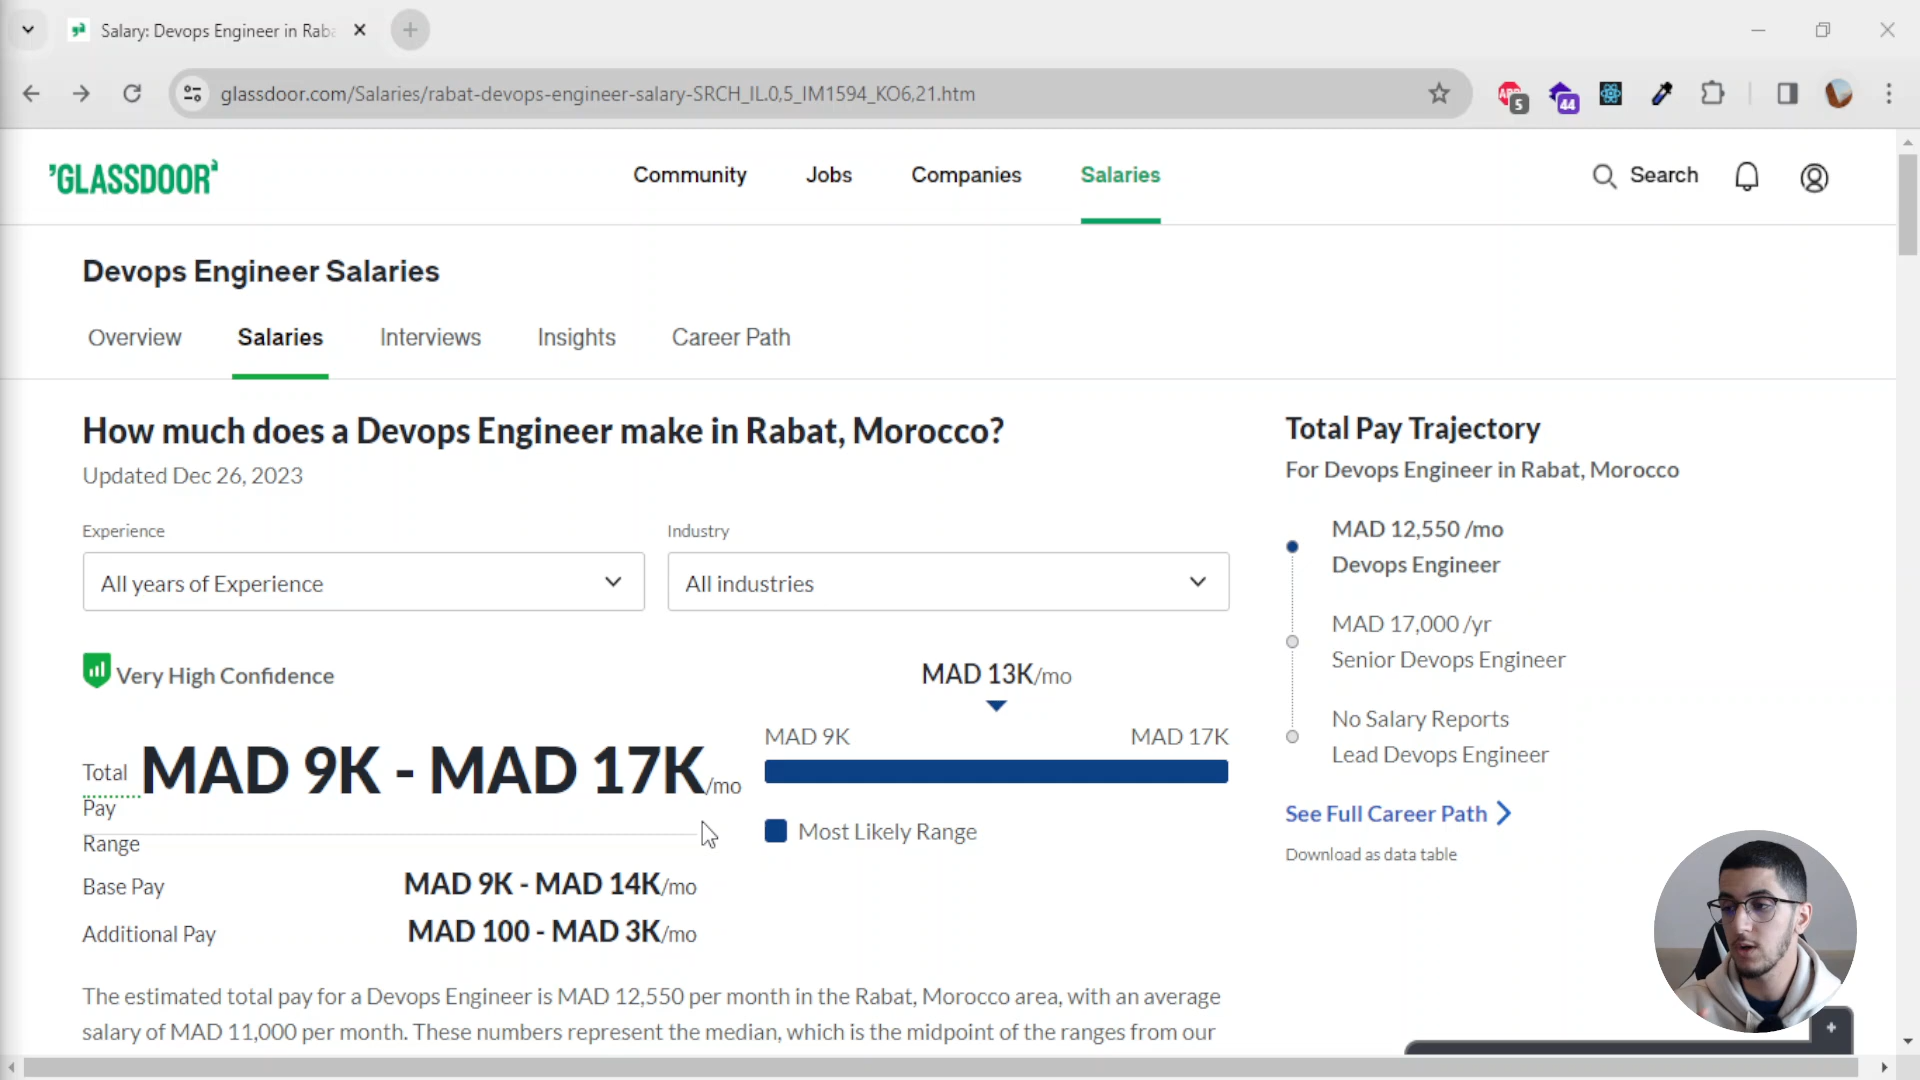 Salary: Devops Engineer in Raba
glassdoor.com/Salaries/rabat-devops-engineer-salary-SRCH_IL.0,5_IM1594_KO6,21.htm
ABP
5
44
GLASSDOOR
Community
Jobs
Companies
Salaries
Search
Devops Engineer Salaries
Overview
Salaries
Interviews
Insights
Career Path
How much does a Devops Engineer make in Rabat, Morocco?
Updated Dec 26, 2023
Experience
All years of Experience
Industry
All industries
Very High Confidence
Total
Pay
Range
MAD 9K - MAD 17K/mo
Base Pay
MAD 9K - MAD 14K/mo
Additional Pay
MAD 100 - MAD 3K/mo
MAD 13K/mo
MAD 9K
MAD 17K
Most Likely Range
The estimated total pay for a Devops Engineer is MAD 12,550 per month in the Rabat, Morocco area, with an average
salary of MAD 11,000 per month. These numbers represent the median, which is the midpoint of the ranges from our
Total Pay Trajectory
For Devops Engineer in Rabat, Morocco
MAD 12,550 /mo
Devops Engineer
MAD 17,000 /yr
Senior Devops Engineer
No Salary Reports
Lead Devops Engineer
See Full Career Path
Download as data table